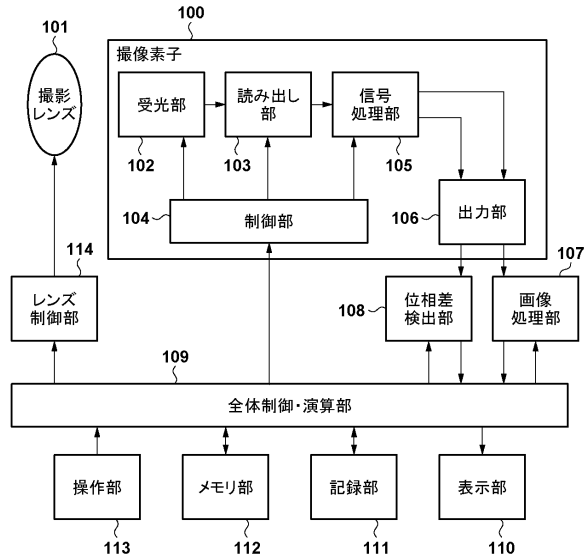 100
101
撮像素子
撮影
レンズ
受光部
読み出し
部
信号
処理部
102
103
105
104
制御部
106
出力部
107
114
レンズ
制御部
108
位相差
検出部
画像
処理部
109
全体制御・演算部
操作部
メモリ部
記録部
表示部
113
112
111
110